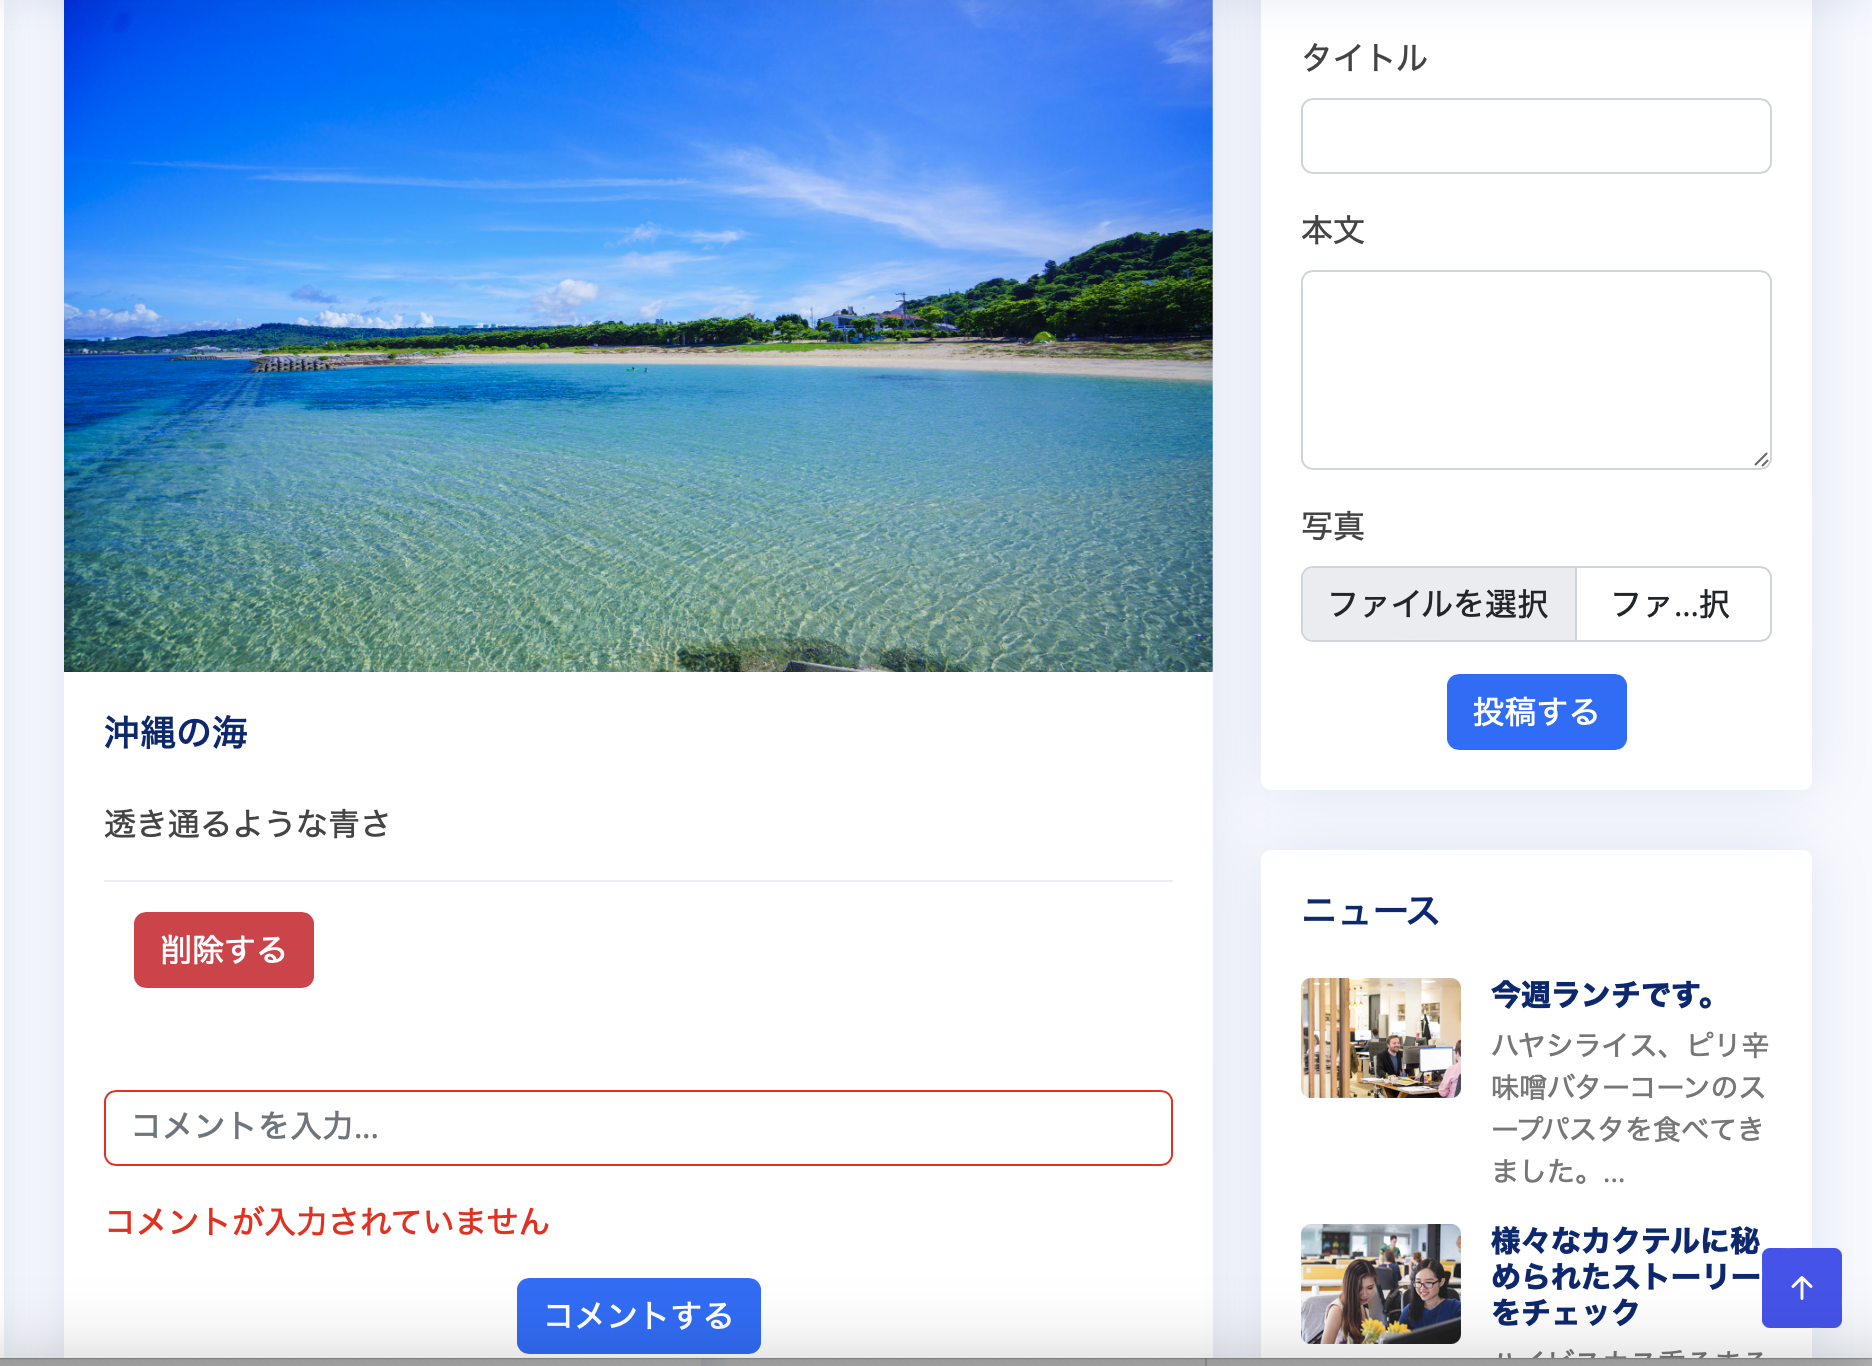 沖縄の海
透き通るような青さ
削除する
コメントを入力...
コメントが入力されていません
コメントする
タイトル
本文
写真
ファイルを選択 ファ...択
投稿する
ニュース
今週ランチです。
ハヤシライス、ピリ辛
味噌バターコーンのス
ープパスタを食べてき
ました。...
様々なカクテルに秘
められたストーリー
をチェック